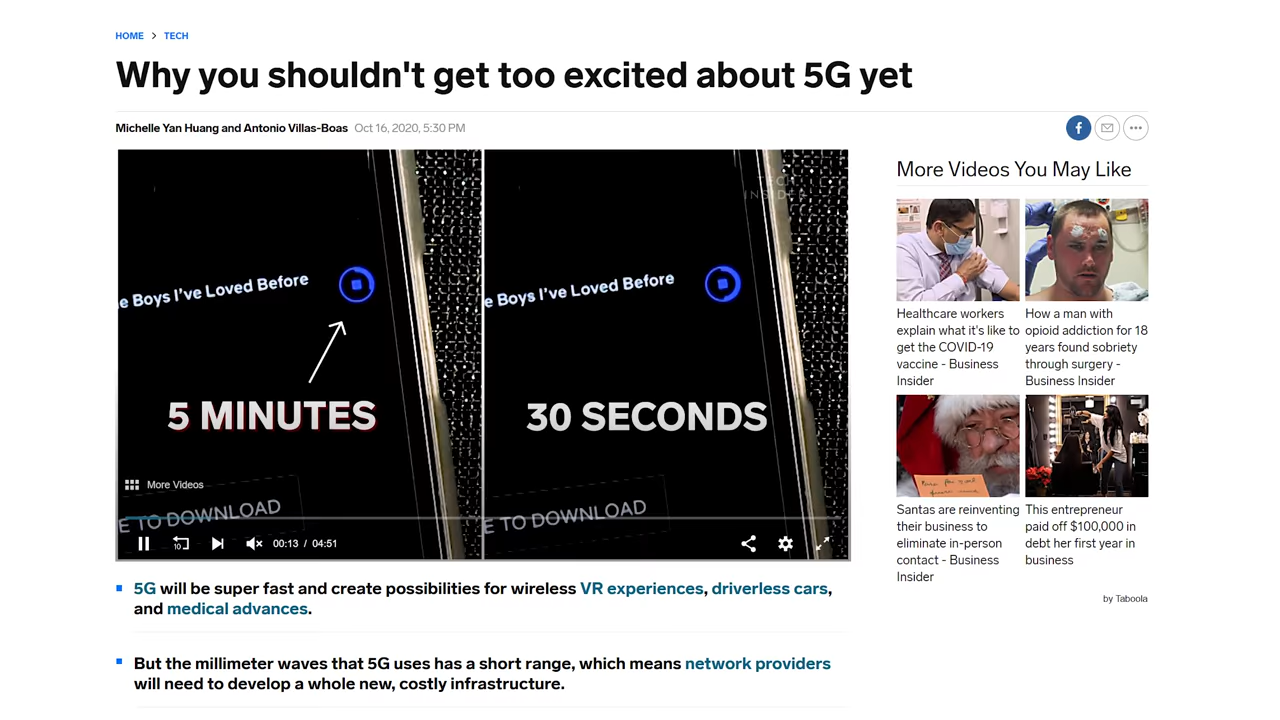 HOME > TECH
Why you shouldn't get too excited about 5G yet
Michelle Yan Huang and Antonio Villas-Boas Oct 16, 2020, 5:30 PM
TECH
INSIDER
e Boys I've Loved Before
e Boys I've Loved Before
5 MINUTES
30 SECONDS
More Videos
E TO DOWNLOAD
E TO DOWNLOAD
10
00:13 / 04:51
5G will be super fast and create possibilities for wireless VR experiences, driverless cars,
and medical advances.
But the millimeter waves that 5G uses has a short range, which means network providers
will need to develop a whole new, costly infrastructure.
More Videos You May Like
Healthcare workers
explain what it's like to
get the COVID-19
vaccine - Business
Insider
How a man with
opioid addiction for 18
years found sobriety
through surgery -
Business Insider
Santas are reinventing
their business to
eliminate in-person
contact - Business
Insider
This entrepreneur
paid off $100,000 in
debt her first year in
business
by Taboola